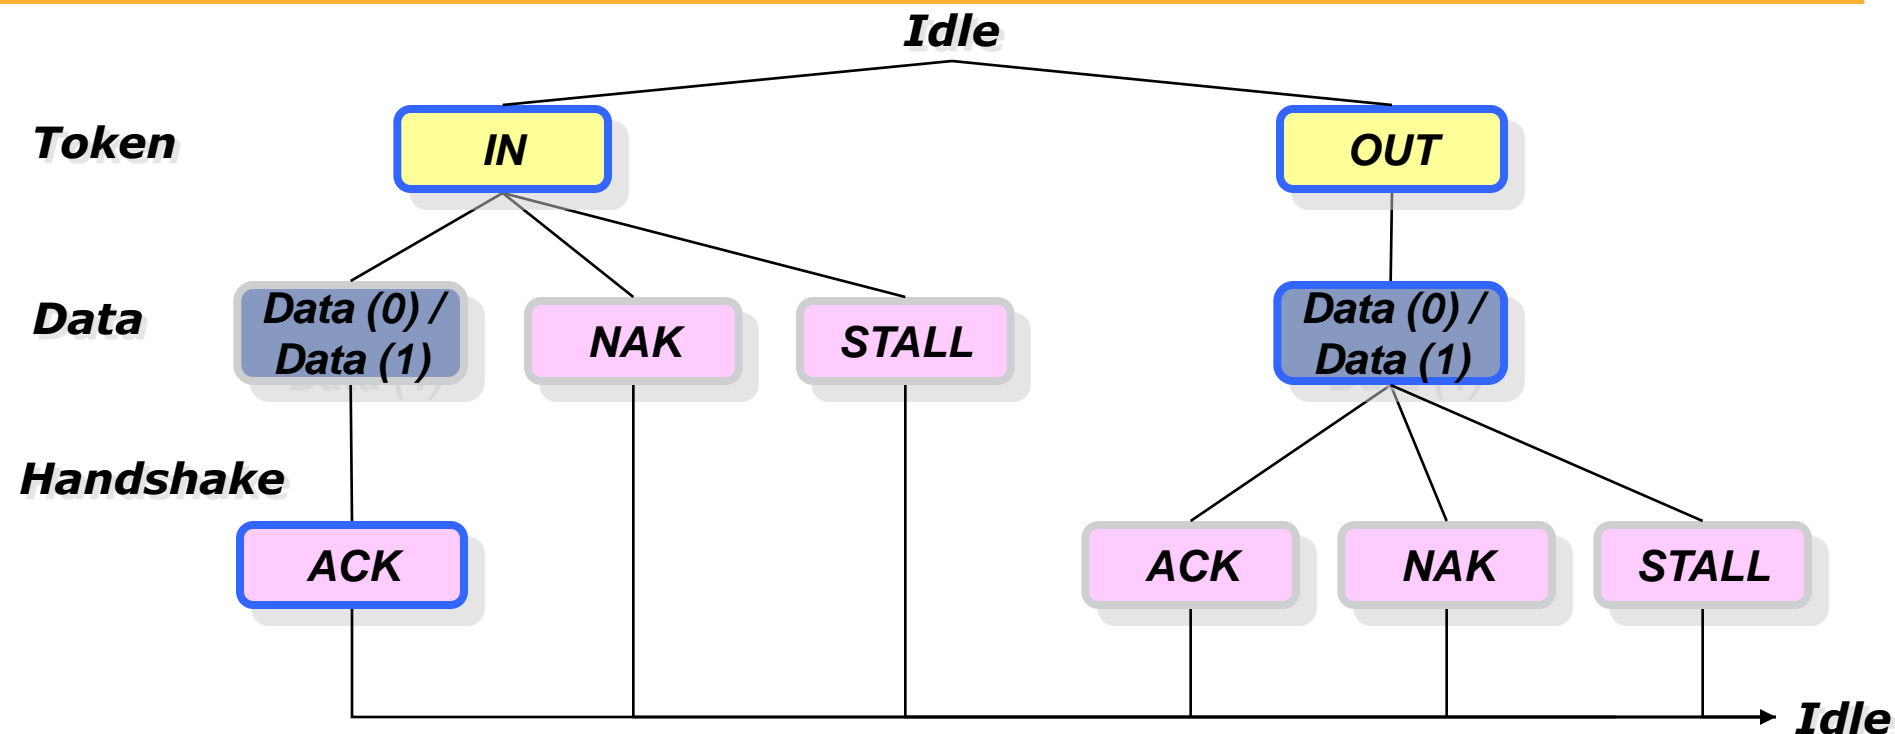 Idle
Token
IN
OUT
Data
Data (0) /
Data (1)
NAK
STALL
Data (0) /
Data (1)
Handshake
ACK
ACK
NAK
STALL
Idle